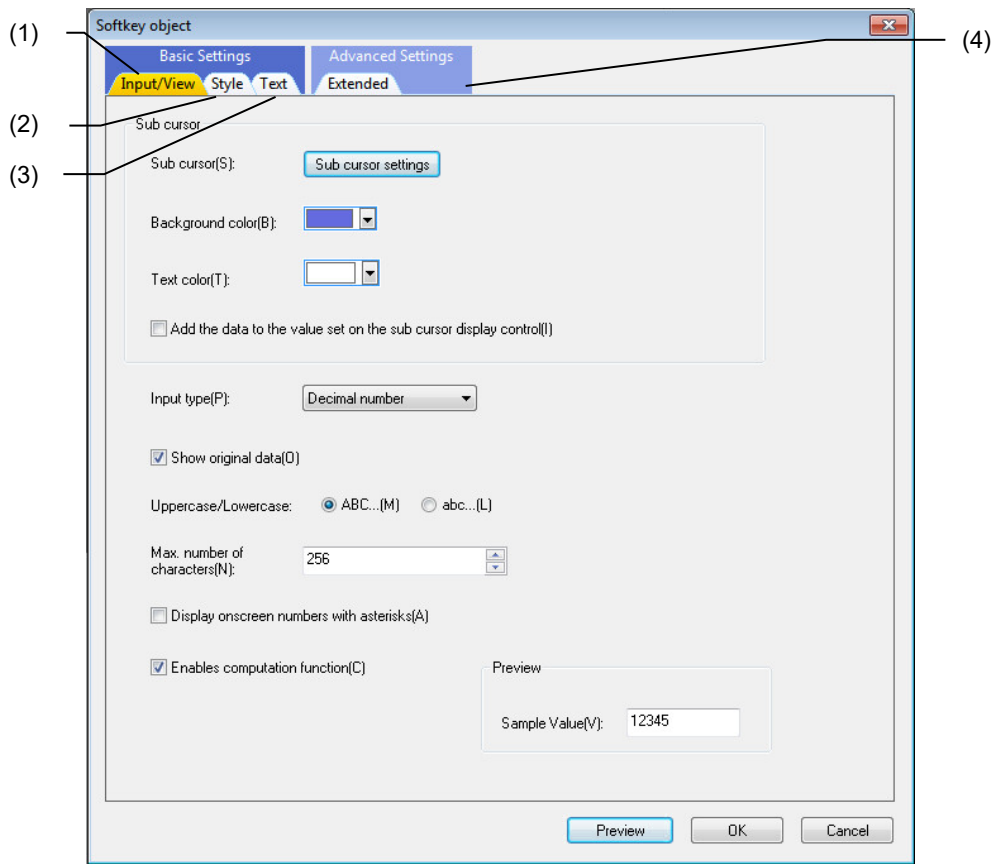 Softkey object
(1)
(4)
Basic Settings
Advanced Settings
Input/View
Style
Text
Extended
(2)
Sub cursor
(3)
Sub cursor(S):
Sub cursor settings
Background color(B):
Text color(T):
Add the data to the value set on the sub cursor display control(I)
Input type(P):
Decimal number
Show original data(O)
Uppercase/Lowercase:
ABC...(M)
abc...(L)
Max. number of
characters(N):
256
Display onscreen numbers with asterisks(A)
Enables computation function(C)
Preview
Sample Value(V):
12345
Preview
OK
Cancel